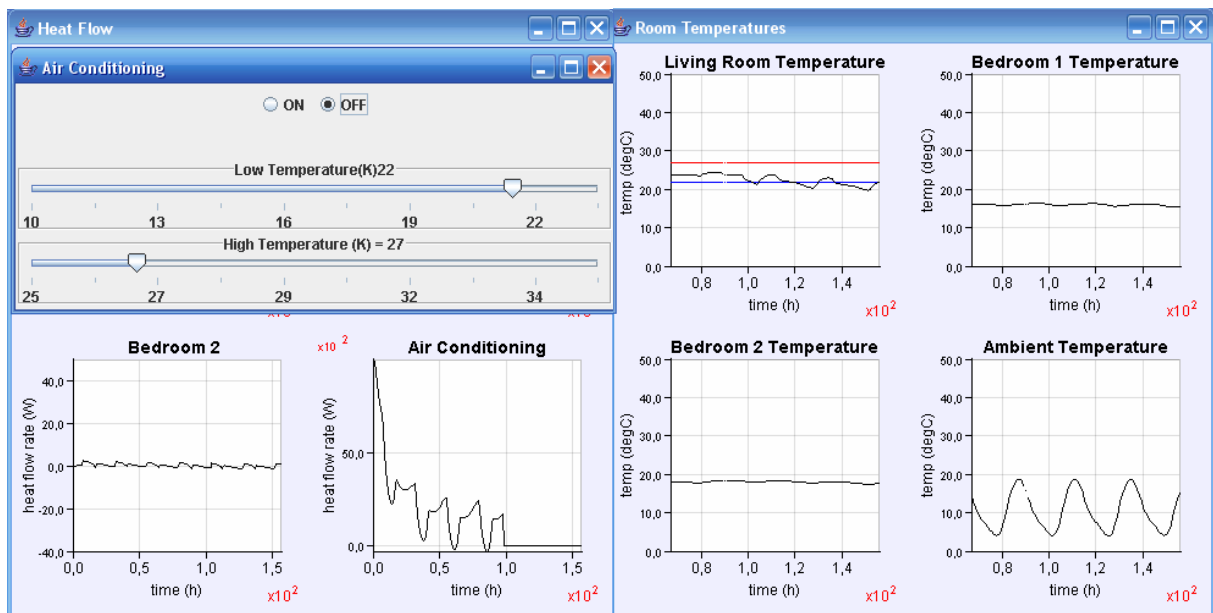 Heat Flow
Air Conditioning
ON OFF
Low Temperature(K)22
10 13 16 19 22
High Temperature (K) = 27
25 27 29 32 34
x10 2
Bedroom 2
heat flow rate (W)
40,0
20,0
0,0
-20,0
-40,0
0,0 0,5 1,0 1,5
time (h)
x10 2
Air Conditioning
heat flow rate (W)
50,0
0,0
0,0 0,5 1,0 1,5
time (h)
x10 2
Room Temperatures
Living Room Temperature
temp (degC)
50,0
40,0
30,0
20,0
10,0
0,0
0,8 1,0 1,2 1,4
time (h)
x10 2
Bedroom 1 Temperature
temp (degC)
50,0
40,0
30,0
20,0
10,0
0,0
0,8 1,0 1,2 1,4
time (h)
x10 2
Bedroom 2 Temperature
temp (degC)
50,0
40,0
30,0
20,0
10,0
0,0
0,8 1,0 1,2 1,4
time (h)
x10 2
Ambient Temperature
temp (degC)
50,0
40,0
30,0
20,0
10,0
0,0
0,8 1,0 1,2 1,4
time (h)
x10 2